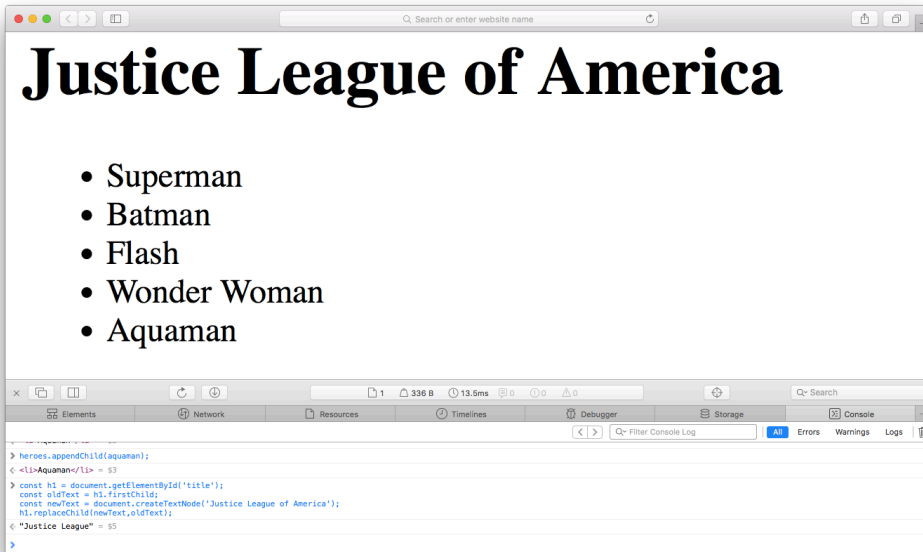 Search or enter website name
Justice League of America
• Superman
• Batman
• Flash
• Wonder Woman
• Aquaman
1 336 B 13.5ms 0 0 0 Search
Elements Network Resources Timelines Debugger Storage Console
Filter Console Log All Errors Warnings Logs
> heroes.appendChild(aquaman);
< <li>Aquaman</li> = $3
> const h1 = document.getElementById('title');
const oldText = h1.firstChild;
const newText = document.createTextNode('Justice League of America');
h1.replaceChild(newText,oldText);
< "Justice League" = $5
>